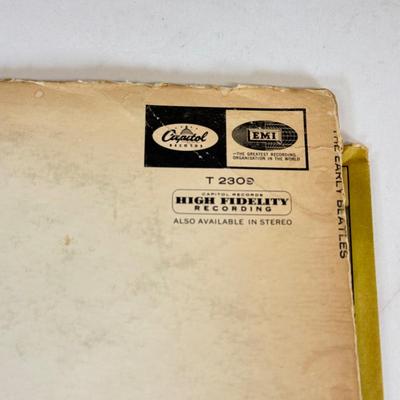 Capitol
RECORDS
EMI
—THE GREATEST RECORDING
ORGANISATION IN THE WORLD
T 2309
CAPITOL RECORDS
HIGH FIDELITY
RECORDING
ALSO AVAILABLE IN STEREO
THE EARLY BEATLES